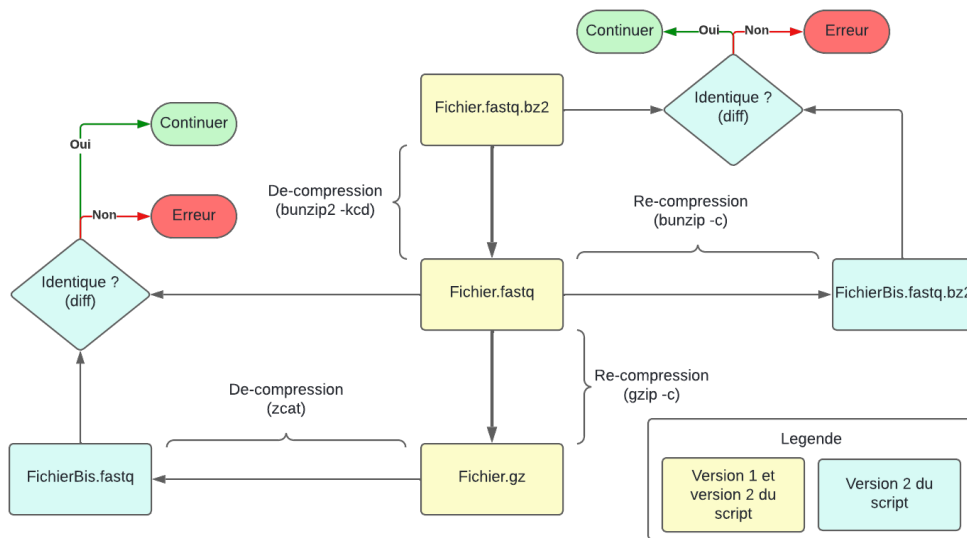 Continuer
Oui
Non
Erreur
Fichier.fastq.bz2
Identique ?
(diff)
Continuer
Oui
De-compression
(bunzip2 -kcd)
Re-compression
(bunzip -c)
Non
Erreur
Identique ?
(diff)
Fichier.fastq
FichierBis.fastq.bz2
De-compression
(zcat)
Re-compression
(gzip -c)
FichierBis.fastq
Fichier.gz
Legende
Version 1 et
version 2 du
script
Version 2 du
script